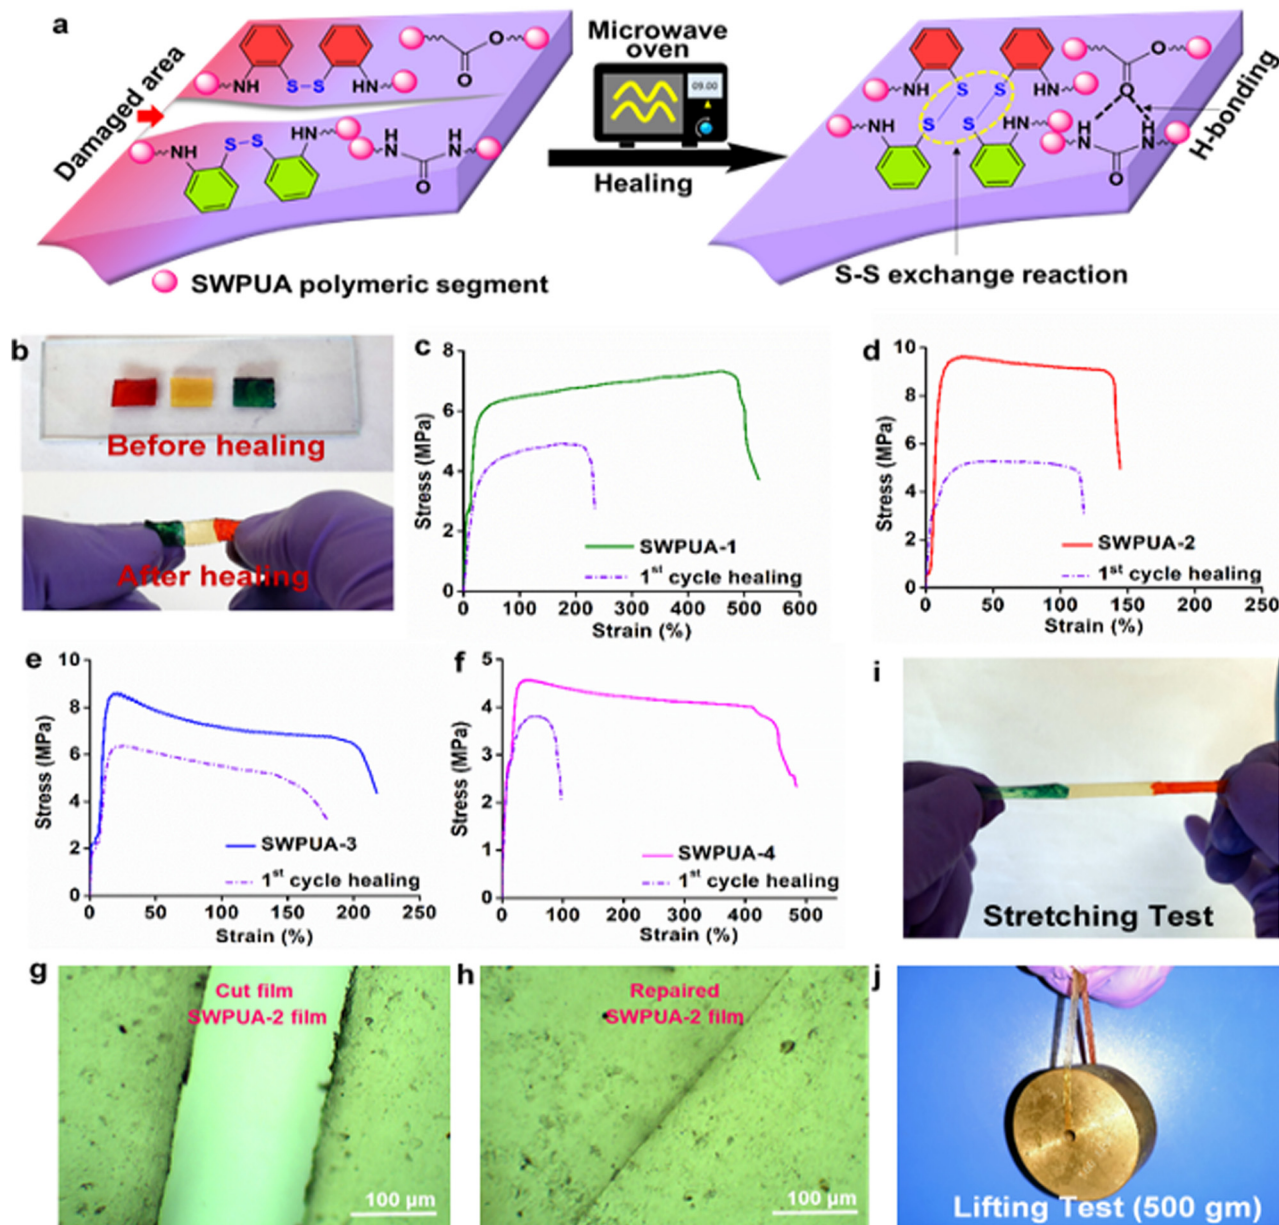 a
Damaged area
NH
S-S
HN
O
O
NH
S-S
HN
H
N
H
N
O
SWPUA polymeric segment
Microwave
oven
09.00
Healing
NH
S
S
HN
O
O
NH
S
S
HN
H
N
H
N
O
H-bonding
S-S exchange reaction
b
Before healing
After healing
c
Stress (MPa)
8
6
4
2
0
SWPUA-1
1st cycle healing
0 100 200 300 400 500 600
Strain (%)
d
Stress (MPa)
10
8
6
4
2
0
SWPUA-2
1st cycle healing
0 50 100 150 200 250
Strain (%)
e
Stress (MPa)
10
8
6
4
2
0
SWPUA-3
1st cycle healing
0 50 100 150 200 250
Strain (%)
f
Stress (MPa)
5
4
3
2
1
0
SWPUA-4
1st cycle healing
0 100 200 300 400 500
Strain (%)
i
Stretching Test
g
Cut film
SWPUA-2 film
100 µm
h
Repaired
SWPUA-2 film
100 µm
j
Lifting Test (500 gm)